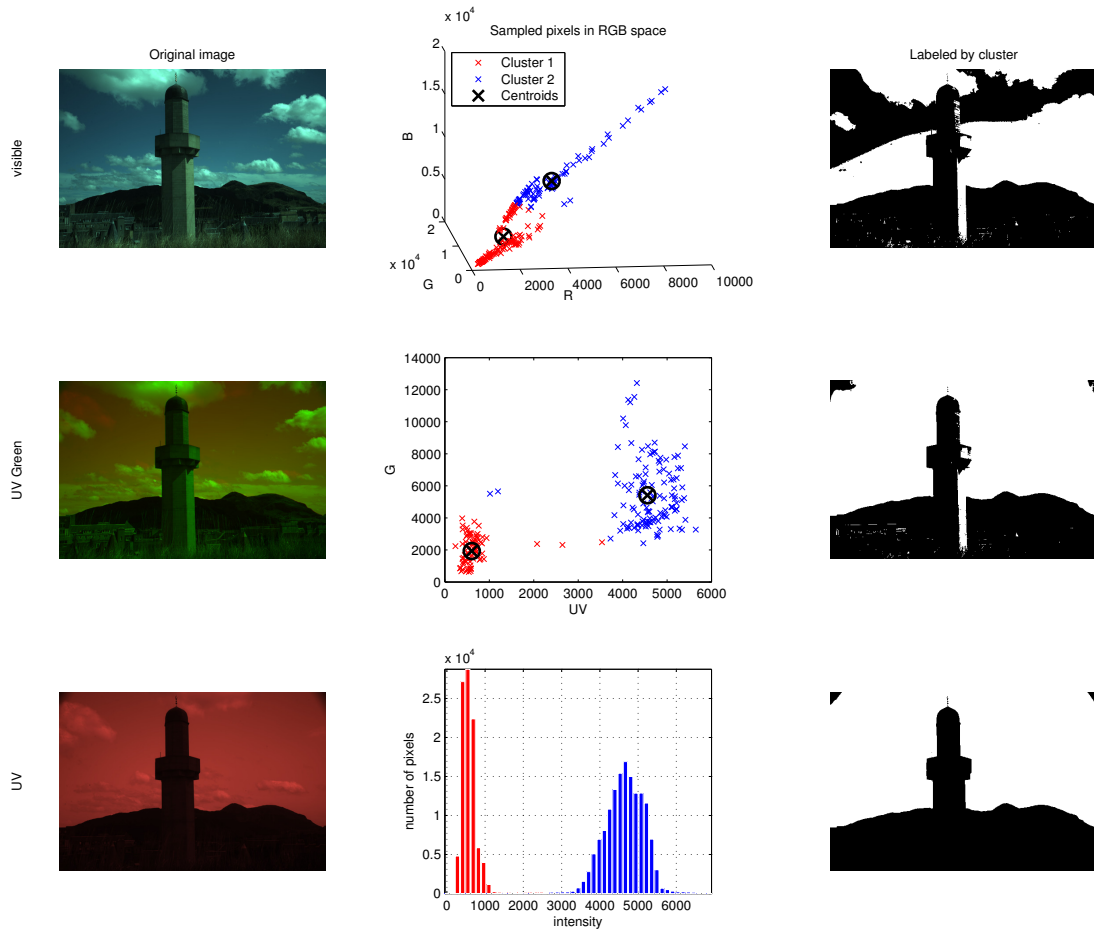 Original image
Sampled pixels in RGB space
Labeled by cluster
visible
x 10^4
2
1.5
1
0.5
0
B
2
1
0
x 10^4
G
0
2000
4000
6000
8000
10000
R
Cluster 1
Cluster 2
Centroids
UV Green
14000
12000
10000
8000
6000
4000
2000
0
G
0
1000
2000
3000
4000
5000
6000
UV
UV
x 10^4
2.5
2
1.5
1
0.5
0
number of pixels
0
1000
2000
3000
4000
5000
6000
intensity